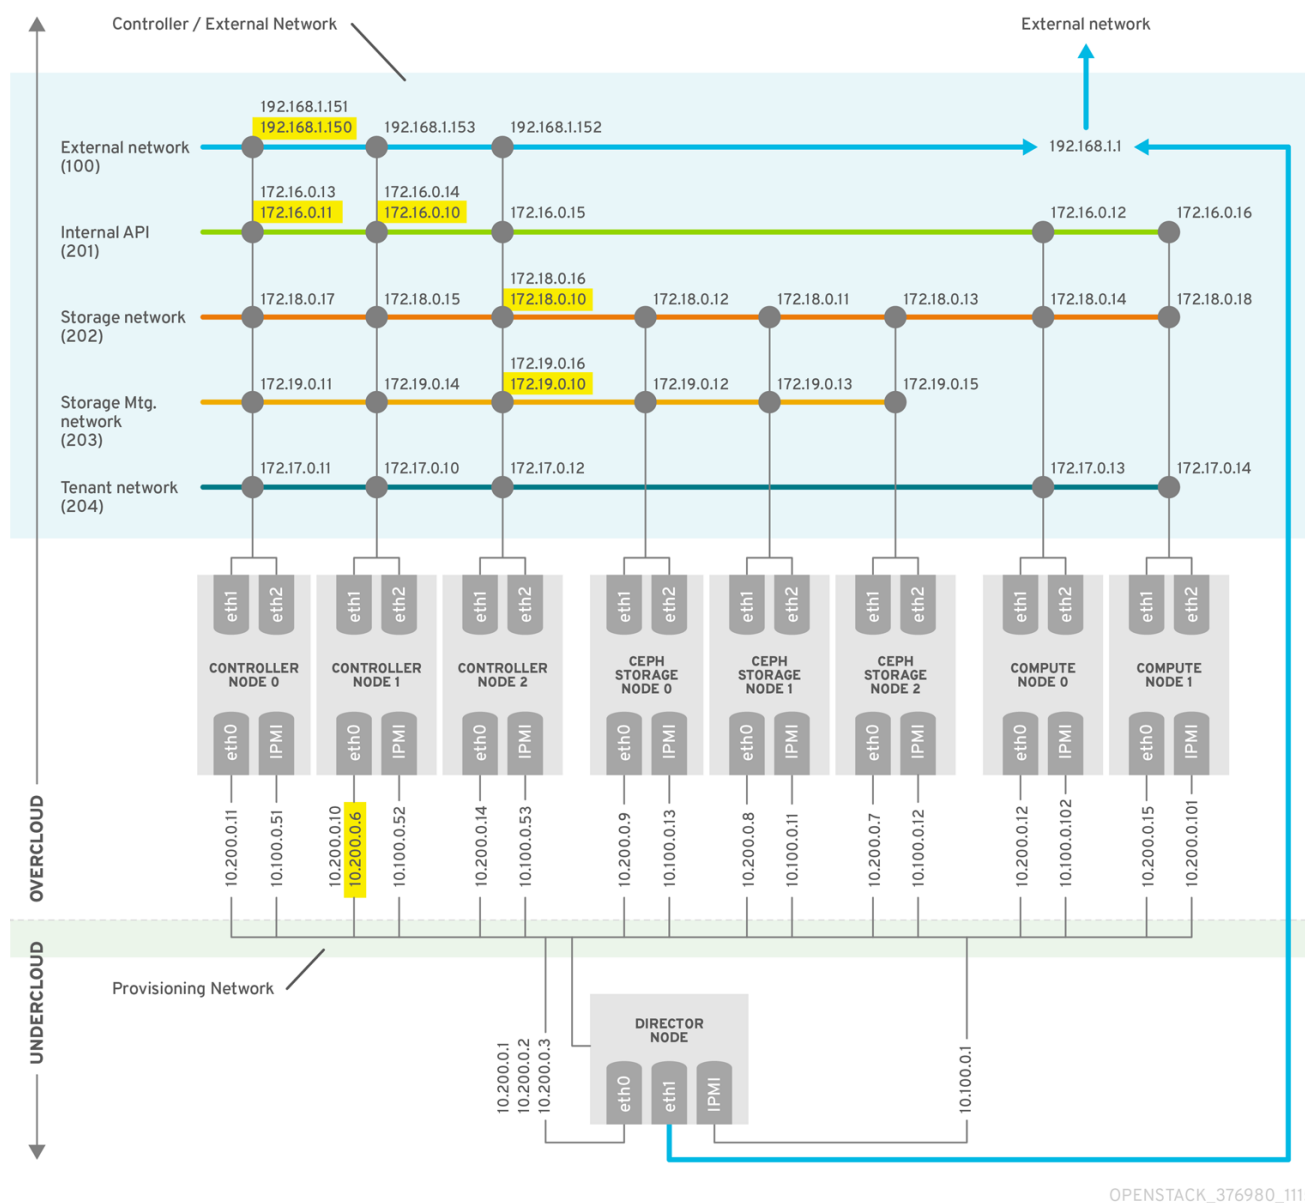 Controller / External Network
External network
192.168.1.151
192.168.1.150
192.168.1.153
192.168.1.152
External network
(100)
192.168.1.1
172.16.0.13
172.16.0.11
172.16.0.14
172.16.0.10
172.16.0.15
172.16.0.12
172.16.0.16
Internal API
(201)
172.18.0.17
172.18.0.15
172.18.0.16
172.18.0.10
172.18.0.12
172.18.0.11
172.18.0.13
172.18.0.14
172.18.0.18
Storage network
(202)
172.19.0.11
172.19.0.14
172.19.0.16
172.19.0.10
172.19.0.12
172.19.0.13
172.19.0.15
Storage Mtg.
network
(203)
172.17.0.11
172.17.0.10
172.17.0.12
172.17.0.13
172.17.0.14
Tenant network
(204)
eth1
eth2
CONTROLLER
NODE 0
eth0
IPMI
eth1
eth2
CONTROLLER
NODE 1
eth0
IPMI
eth1
eth2
CONTROLLER
NODE 2
eth0
IPMI
eth1
eth2
CEPH
STORAGE
NODE 0
eth0
IPMI
eth1
eth2
CEPH
STORAGE
NODE 1
eth0
IPMI
eth1
eth2
CEPH
STORAGE
NODE 2
eth0
IPMI
eth1
eth2
COMPUTE
NODE 0
eth0
IPMI
eth1
eth2
COMPUTE
NODE 1
eth0
IPMI
OVERCLOUD
10.200.0.11
10.100.0.51
10.200.0.10
10.200.0.6
10.100.0.52
10.200.0.14
10.100.0.53
10.200.0.9
10.100.0.13
10.200.0.8
10.100.0.11
10.200.0.7
10.100.0.12
10.200.0.12
10.100.0.102
10.200.0.15
10.200.0.101
UNDERCLOUD
Provisioning Network
DIRECTOR
NODE
eth0
eth1
IPMI
10.200.0.1
10.200.0.2
10.200.0.3
10.100.0.1
OPENSTACK_376980_111